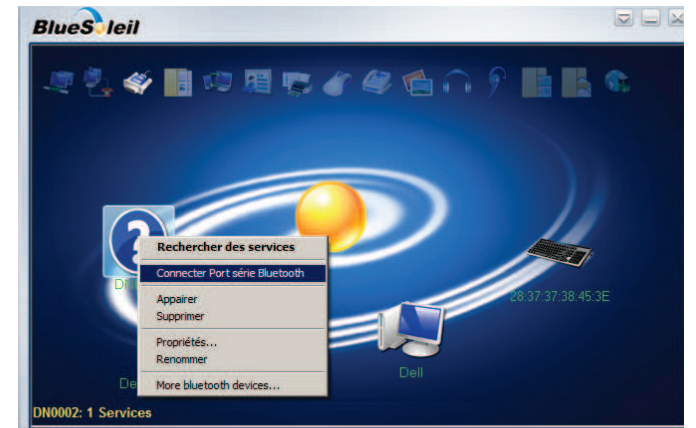 BlueSoleil
Rechercher des services
Connecter Port série Bluetooth
Appairer
Supprimer
Propriétés...
Renommer
More bluetooth devices...
28:37:37:38:45:3E
Dell
De
DN0002: 1 Services